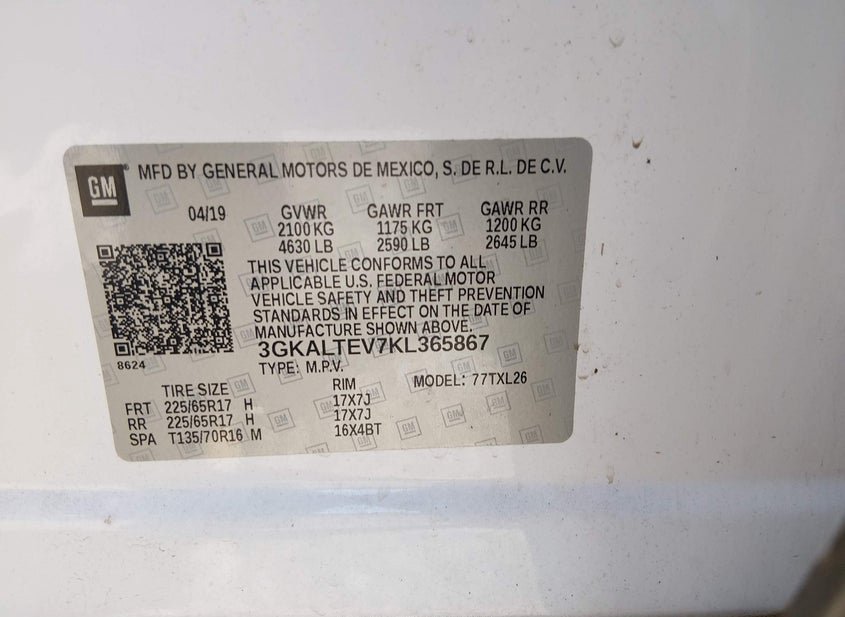 GM
MFD BY GENERAL MOTORS DE MEXICO, S. DE R.L. DE C.V.
04/19 GVWR GAWR FRT GAWR RR
2100 KG 1175 KG 1200 KG
4630 LB 2590 LB 2645 LB
THIS VEHICLE CONFORMS TO ALL
APPLICABLE U.S. FEDERAL MOTOR
VEHICLE SAFETY AND THEFT PREVENTION
STANDARDS IN EFFECT ON THE DATE OF
MANUFACTURE SHOWN ABOVE.
3GKALTEV7KL365867
8624
TYPE: M.P.V. MODEL: 77TXL26
TIRE SIZE RIM
FRT 225/65R17 H 17X7J
RR 225/65R17 H 17X7J
SPA T135/70R16 M 16X4BT